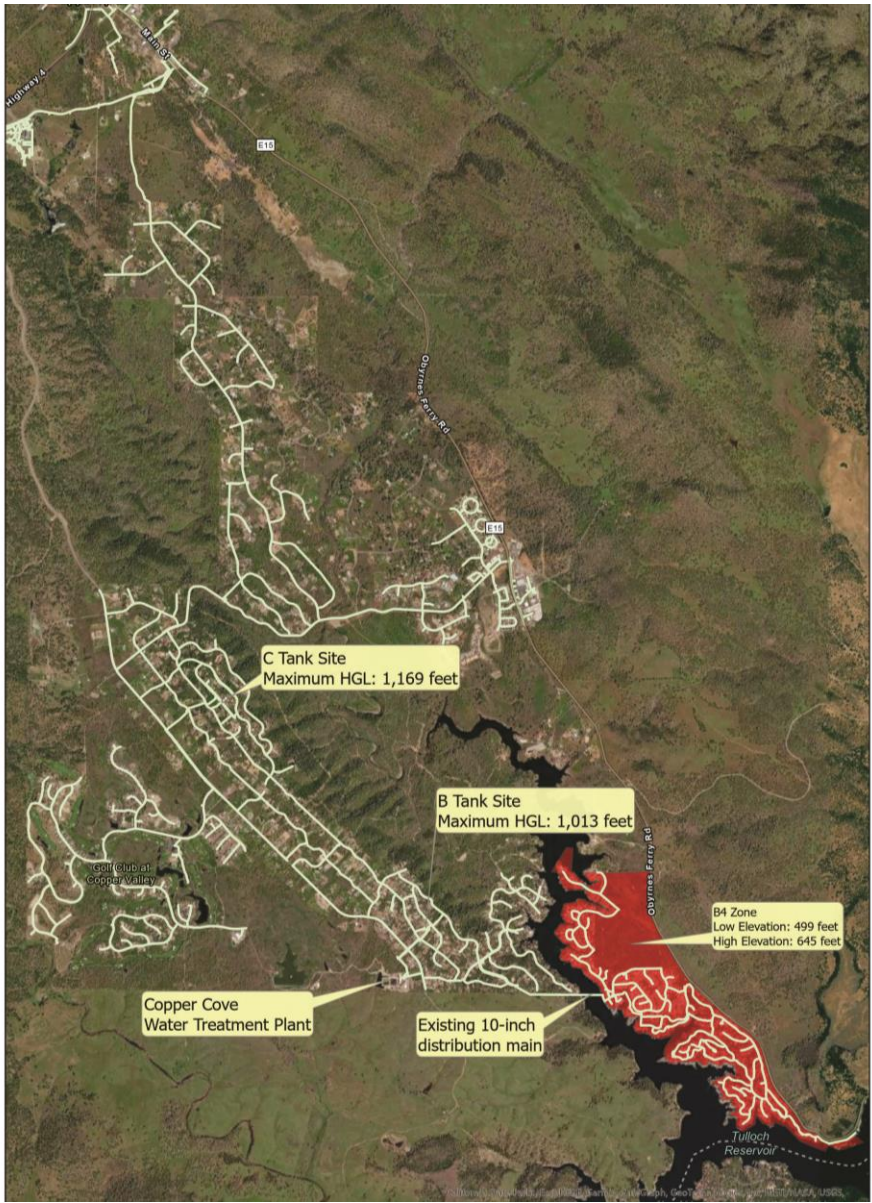 Main St
Highway 4
E15
Obyrnes Ferry Rd
E15
C Tank Site
Maximum HGL: 1,169 feet
B Tank Site
Maximum HGL: 1,013 feet
Golf Club at
Copper Valley
Obyrnes Ferry Rd
B4 Zone
Low Elevation: 499 feet
High Elevation: 645 feet
Copper Cove
Water Treatment Plant
Existing 10-inch
distribution main
Tulloch
Reservoir